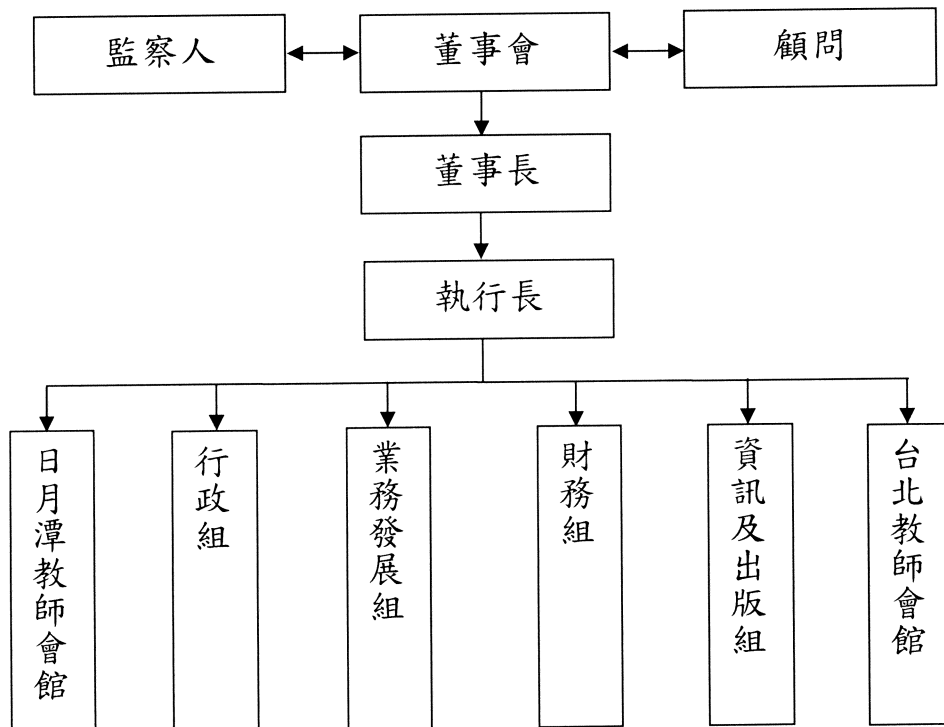 監察人
董事會
顧問
董事長
執行長
日月潭教師會館
行政組
業務發展組
財務組
資訊及出版組
台北教師會館